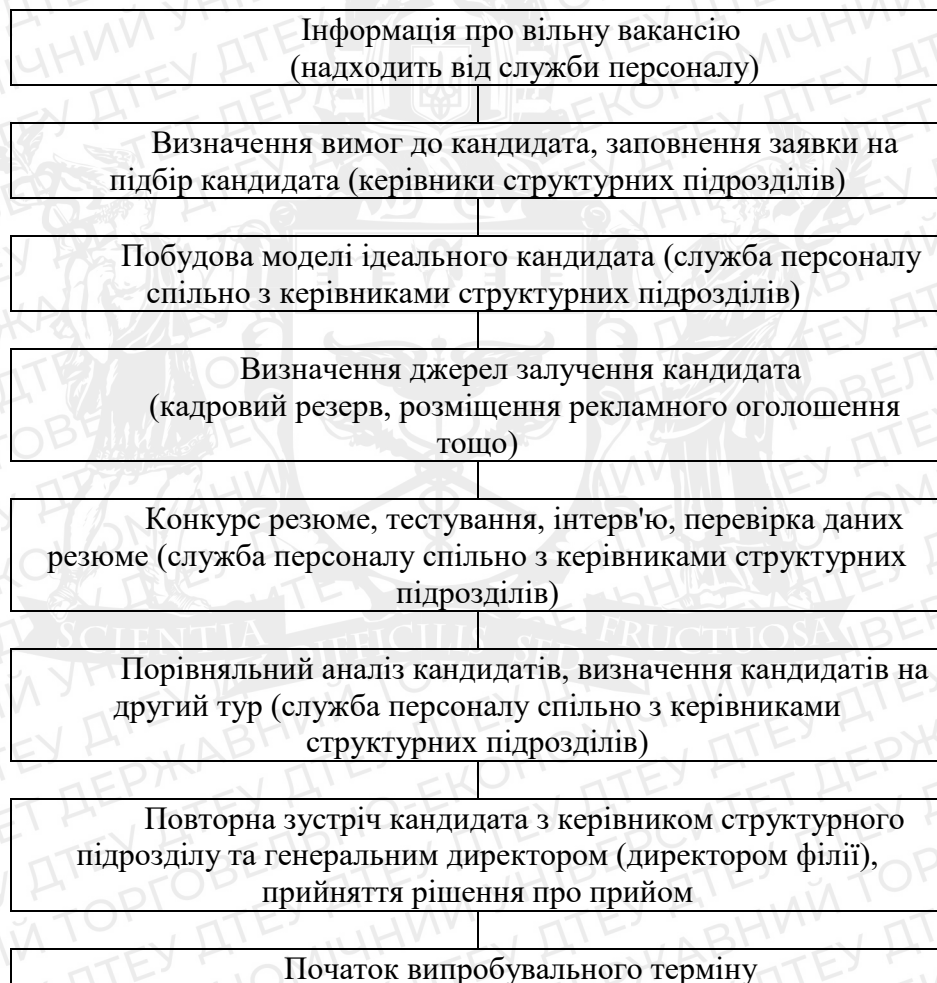 Інформація про вільну вакансію
(надходить від служби персоналу)
Визначення вимог до кандидата, заповнення заявки на
підбір кандидата (керівники структурних підрозділів)
Побудова моделі ідеального кандидата (служба персоналу
спільно з керівниками структурних підрозділів)
Визначення джерел залучення кандидата
(кадровий резерв, розміщення рекламного оголошення
тощо)
Конкурс резюме, тестування, інтерв'ю, перевірка даних
резюме (служба персоналу спільно з керівниками структурних
підрозділів)
SCIENTIA DIFFICILIS SED FRUCTUOSA
Порівняльний аналіз кандидатів, визначення кандидатів на
другий тур (служба персоналу спільно з керівниками
структурних підрозділів)
Повторна зустріч кандидата з керівником структурного
підрозділу та генеральним директором (директором філії),
прийняття рішення про прийом
Початок випробувального терміну